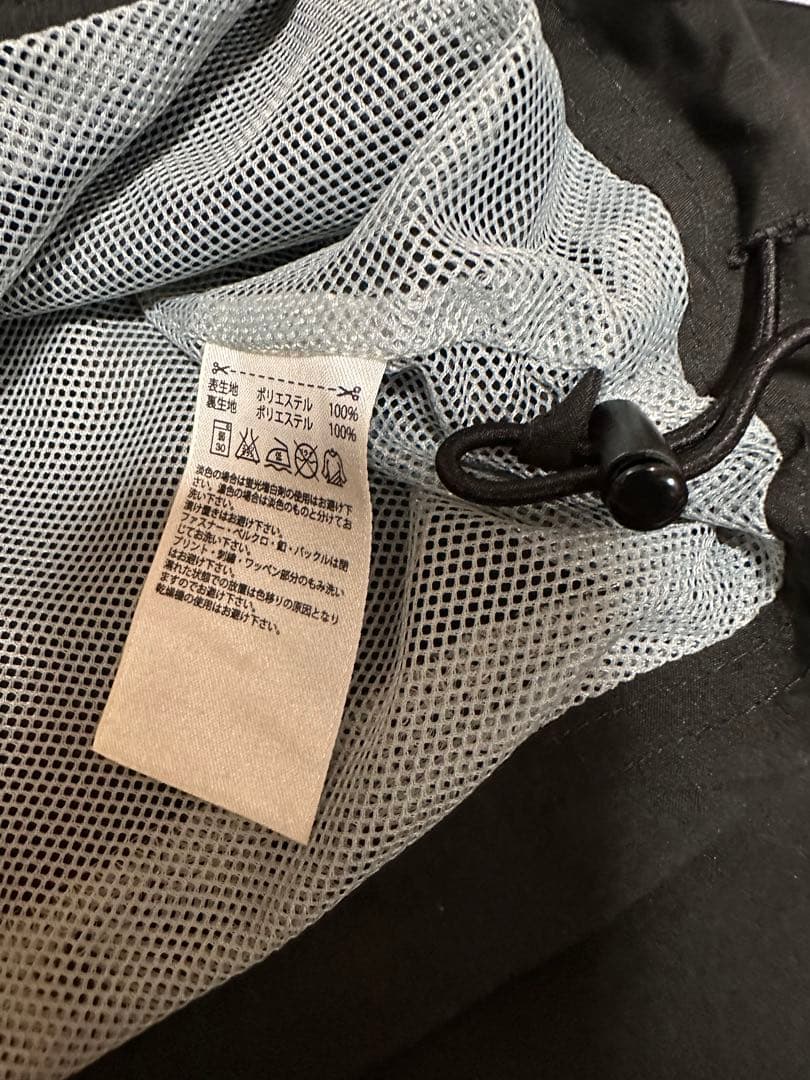 表生地 ポリエステル 100%
裏生地 ポリエステル 100%
淡色の場合は蛍光増白剤の使用はお避け下
さい。濃色の場合は淡色のものと分けてお
洗い下さい。
漬け置きはお避け下さい。
ファスナー・ベルクロ・釦・バックルは閉
じてお洗い下さい。
プリント・刺繍・ワッペン部分のもみ洗い
はお避け下さい。
濡れた状態での放置は色移りの原因となり
ますのでお避け下さい。
乾燥機の使用はお避け下さい。